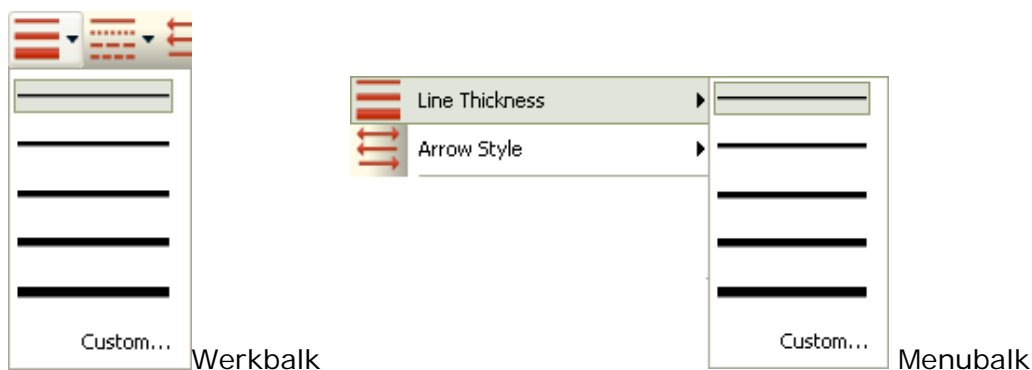 Line Thickness
Arrow Style
Custom...
Werkbalk
Custom...
Menubalk